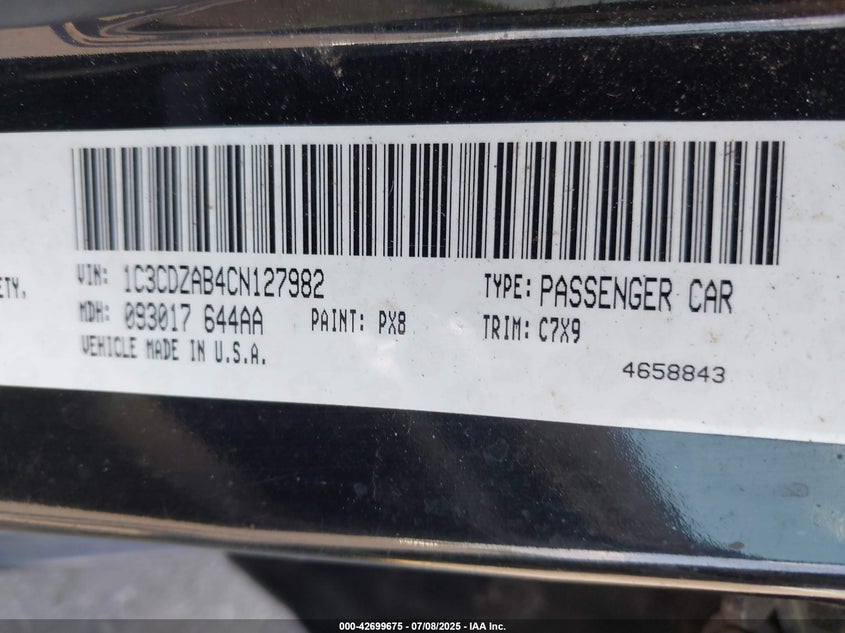 ETY,
VIN: 1C3CDZAB4CN127982 TYPE: PASSENGER CAR
MDH: 093017 644AA PAINT: PX8 TRIM: C7X9
VEHICLE MADE IN U.S.A.
4658843
000-42699675 - 07/08/2025 - IAA Inc.